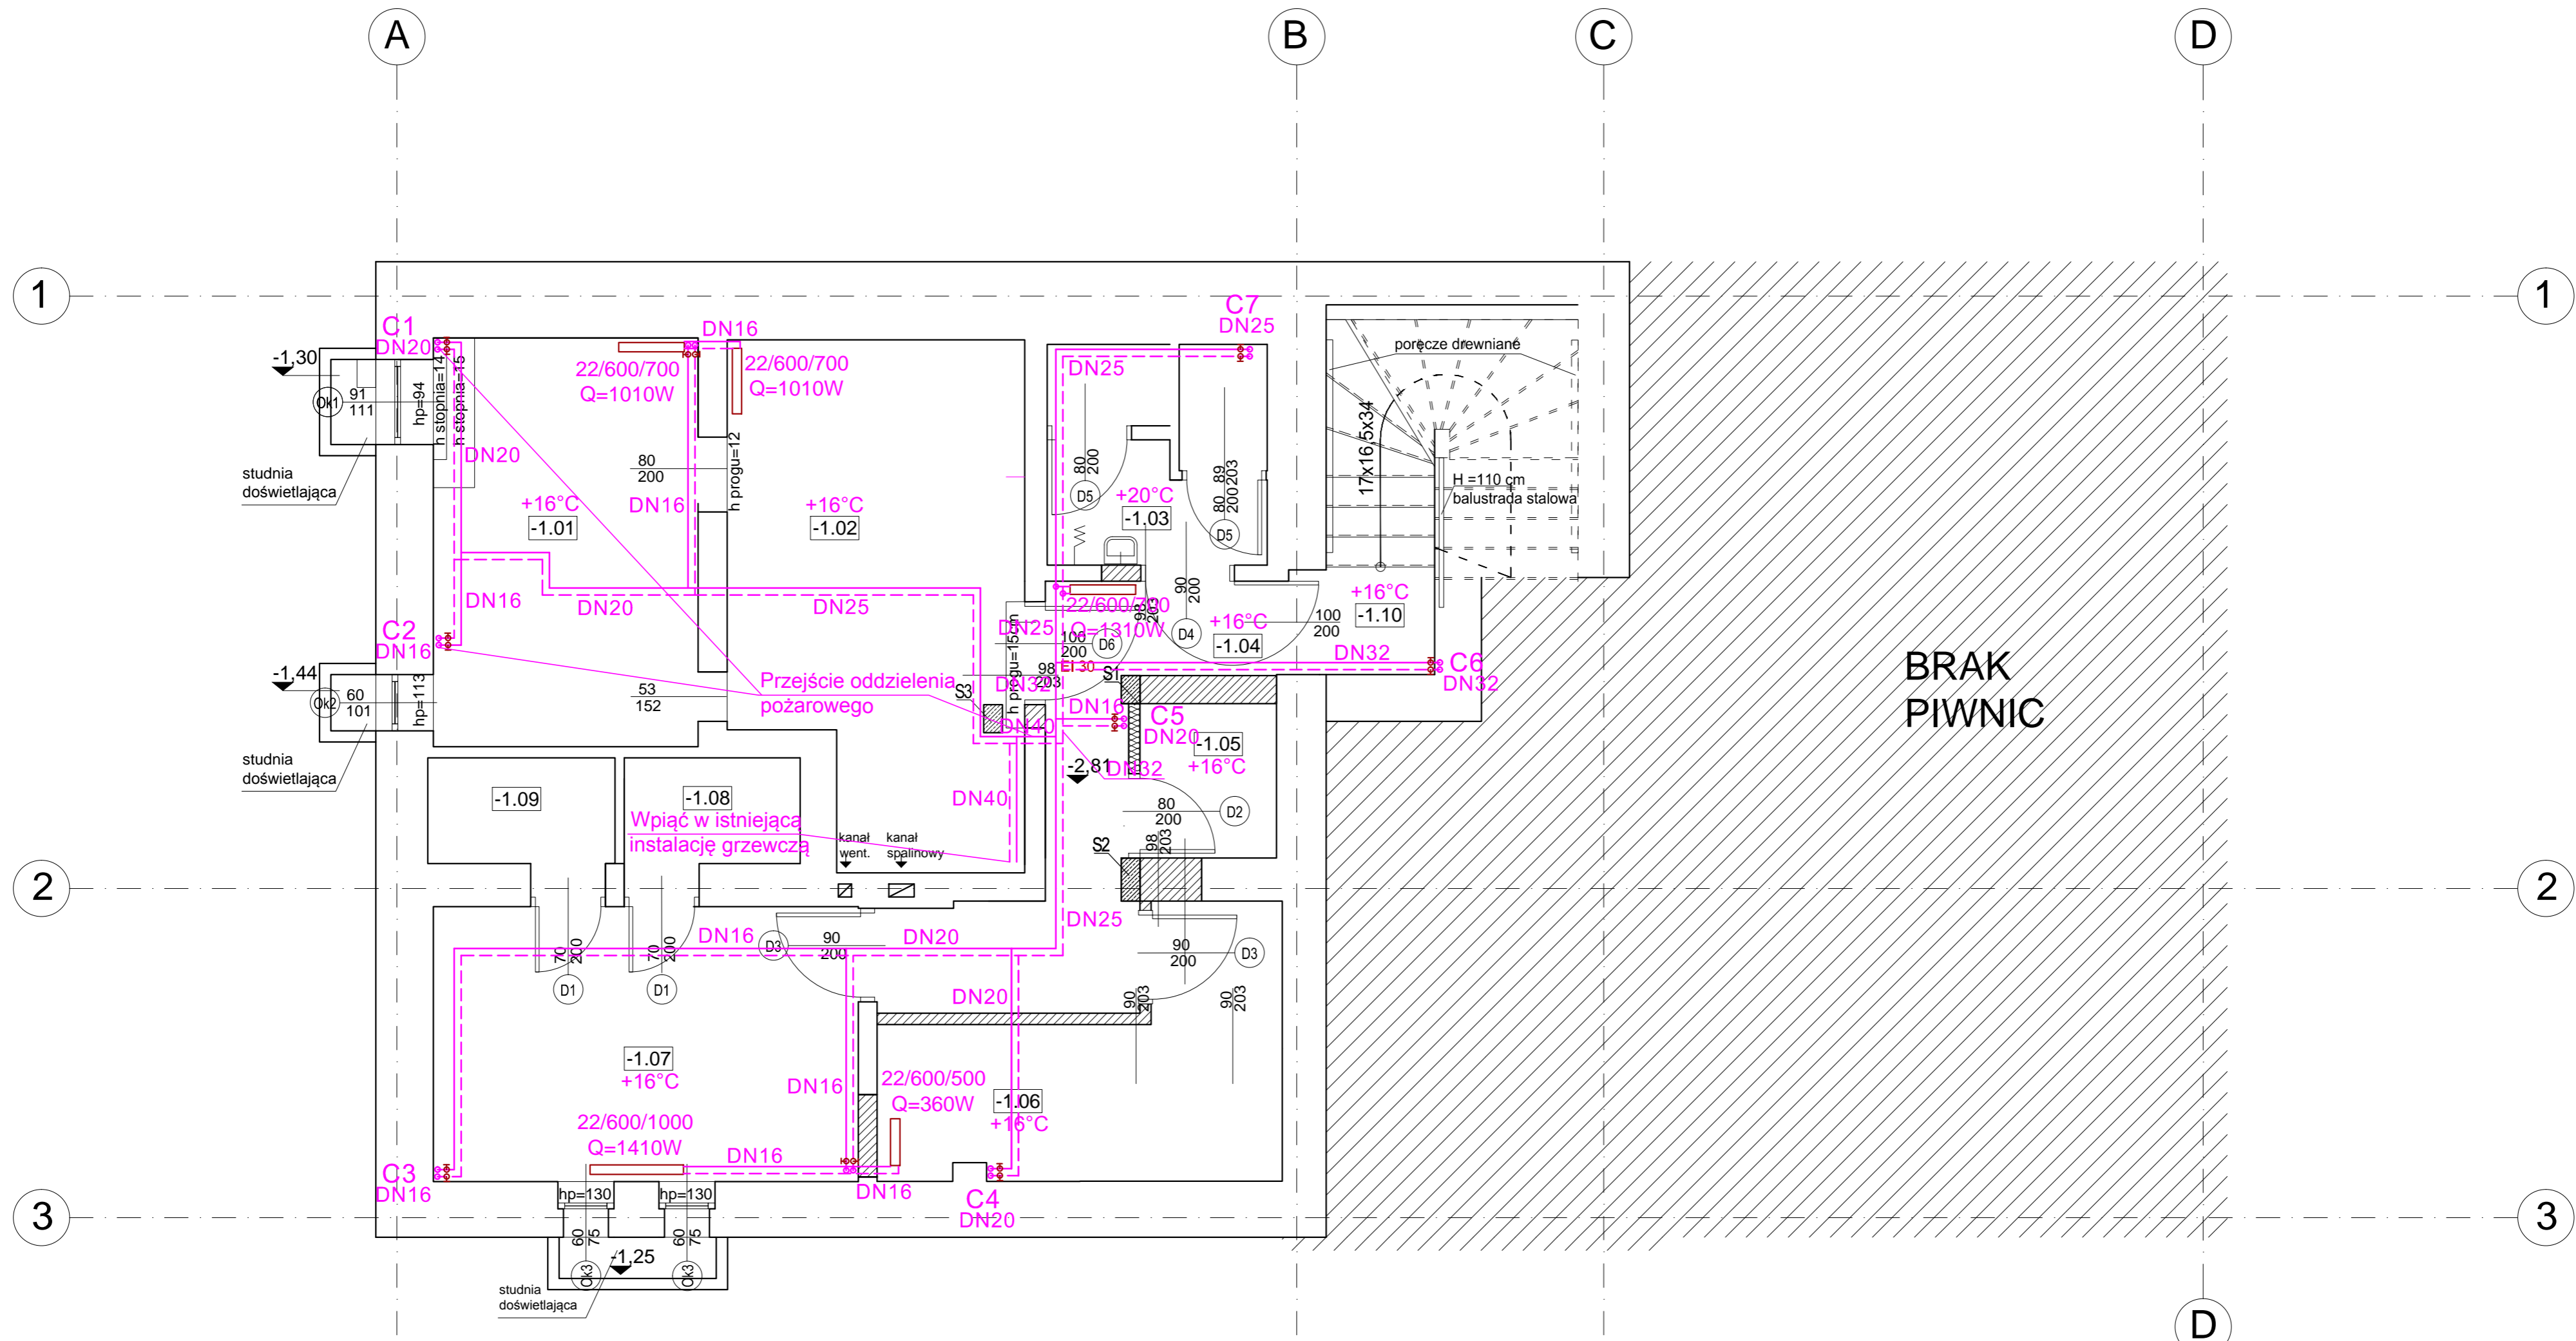 A
B
C
D
1
1
C1
DN20
DN16
C7
DN25
-1,30
Ok1
91
111
hp=94
h stopnia=14
h stopnia=15
22/600/700
Q=1010W
22/600/700
Q=1010W
DN25
poręcze drewniane
studnia
doświetlająca
DN20
80
200
h progu=12
DN16
+16°C
-1.01
+16°C
-1.02
80
200
D5
+20°C
-1.03
80
200
89
203
D5
17x16,5x34
H =110 cm
balustrada stalowa
DN16
DN20
DN25
22/600/700
Q=1310W
DN25
98
203
90
200
D4
+16°C
-1.04
+16°C
-1.10
100
200
C2
DN16
h progu=15cm
100
200
D6
EI 30
98
203
DN32
DN32
C6
DN32
BRAK
PIWNIC
-1,44
Ok2
60
101
hp=113
53
152
Przejście oddzielenia
pożarowego
S3
S1
DN16
DN40
C5
DN20
-1.05
+16°C
studnia
doświetlająca
-1.09
-1.08
-2,81
DN32
DN40
Wpiąć w istniejącą
instalację grzewczą
kanał
went.
kanał
spalinowy
80
200
D2
98
203
S2
2
2
DN16
DN20
DN25
70
200
D1
70
200
D1
D3
90
200
90
200
D3
DN20
90
203
90
203
-1.07
+16°C
DN16
22/600/500
Q=360W
-1.06
+16°C
22/600/1000
Q=1410W
DN16
C3
DN16
DN16
C4
DN20
hp=130
hp=130
3
3
60
75
60
75
Ok3
-1,25
Ok3
studnia
doświetlająca
D